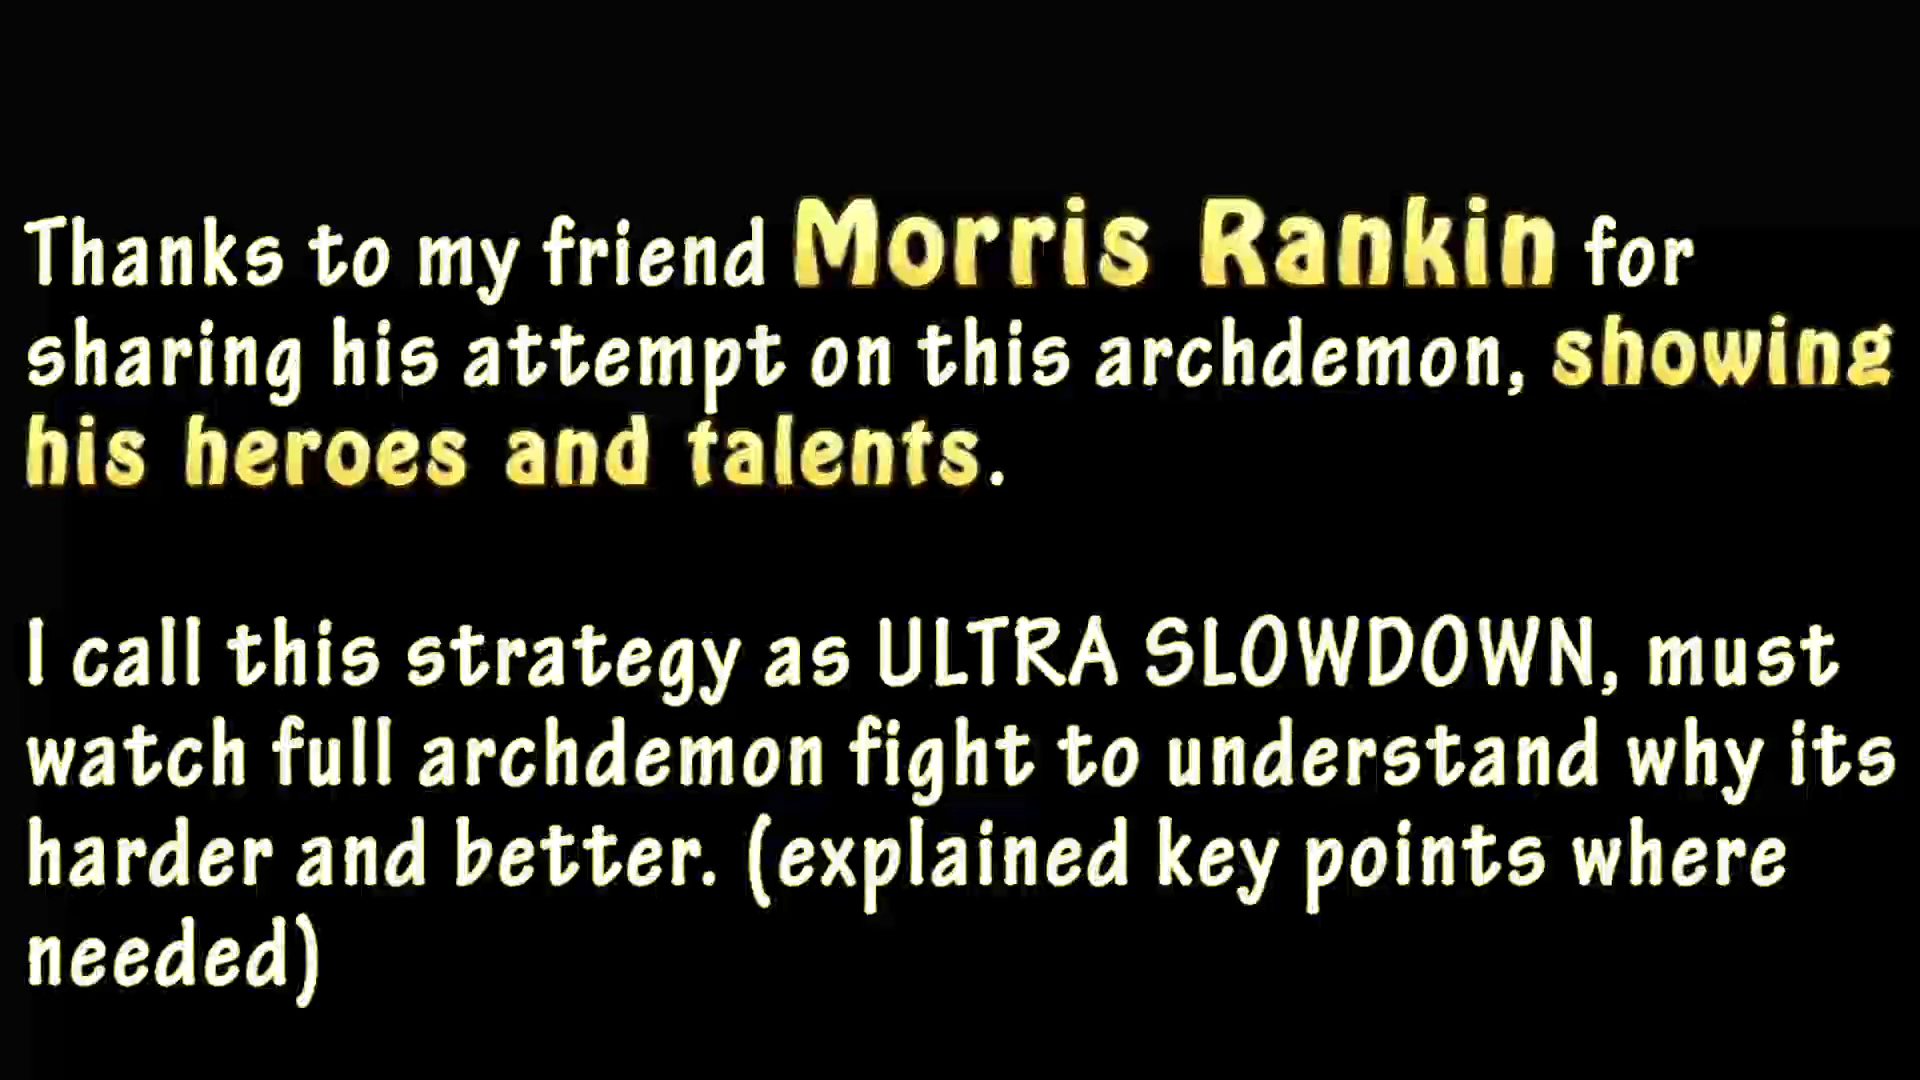 Thanks to my friend Morris Rankin for
sharing his attempt on this archdemon, showing
his heroes and talents.
I call this strategy as ULTRA SLOWDOWN, must
watch full archdemon fight to understand why its
harder and better. (explained key points where
needed)